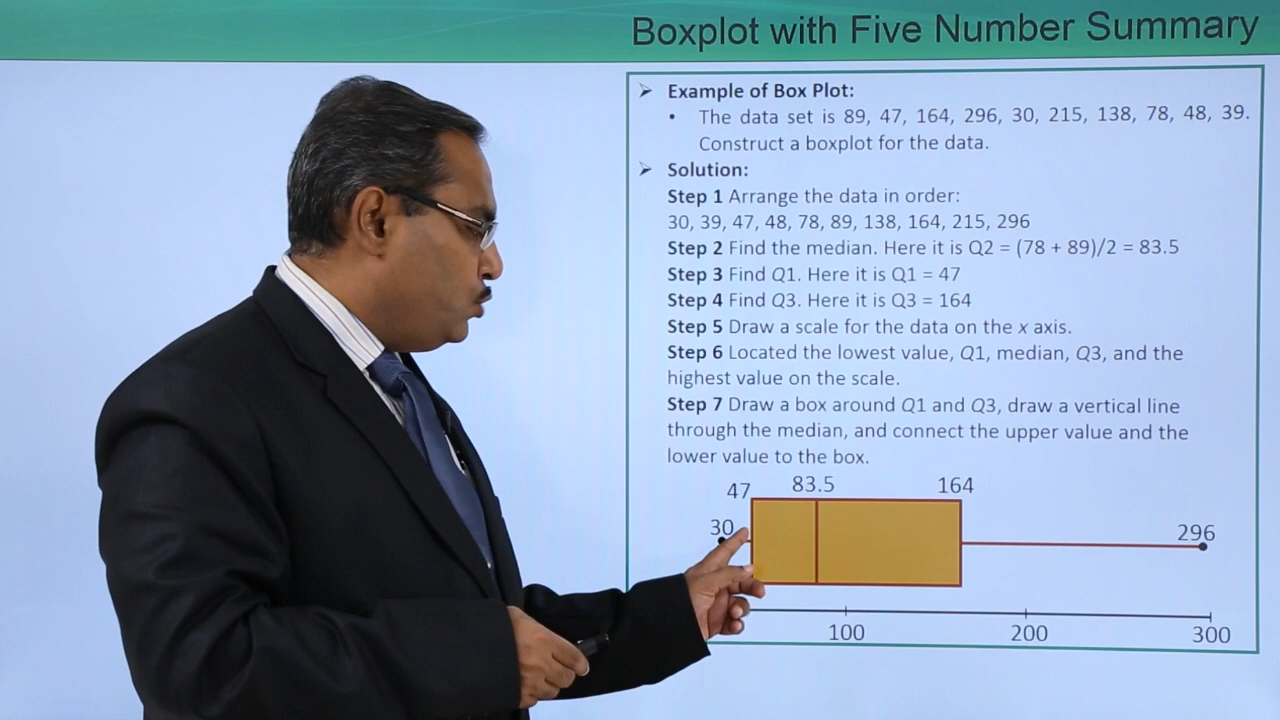 Boxplot with Five Number Summary
➢ Example of Box Plot:
• The data set is 89, 47, 164, 296, 30, 215, 138, 78, 48, 39.
Construct a boxplot for the data.
➢ Solution:
Step 1 Arrange the data in order:
30, 39, 47, 48, 78, 89, 138, 164, 215, 296
Step 2 Find the median. Here it is Q2 = (78 + 89)/2 = 83.5
Step 3 Find Q1. Here it is Q1 = 47
Step 4 Find Q3. Here it is Q3 = 164
Step 5 Draw a scale for the data on the x axis.
Step 6 Located the lowest value, Q1, median, Q3, and the
highest value on the scale.
Step 7 Draw a box around Q1 and Q3, draw a vertical line
through the median, and connect the upper value and the
lower value to the box.
47 83.5 164
30 296
100 200 300